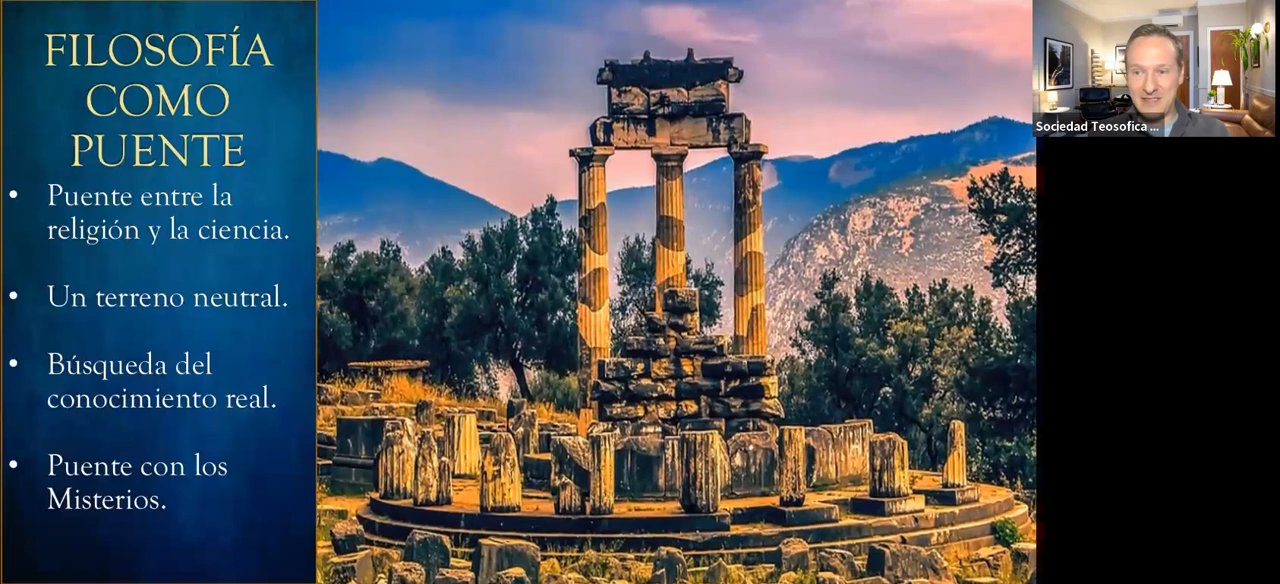 FILOSOFÍA
COMO
PUENTE
• Puente entre la
religión y la ciencia.
• Un terreno neutral.
• Búsqueda del
conocimiento real.
• Puente con los
Misterios.
Sociedad Teosofica ...